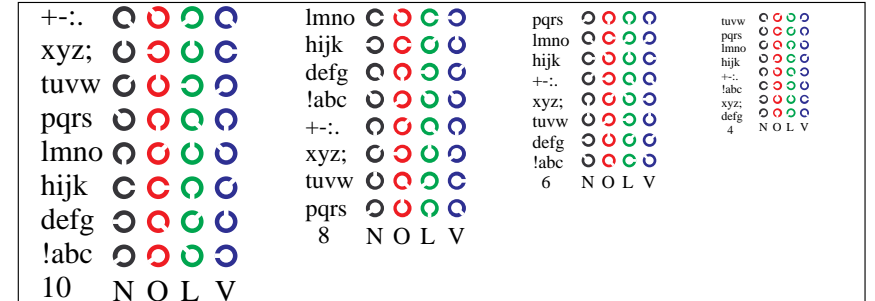 +-:.
xyz;
tuvw
pqrs
lmno
hijk
defg
!abc
10 N O L V
lmno
hijk
defg
!abc
+-:.
xyz;
tuvw
pqrs
8 N O L V
pqrs
lmno
hijk
+-:.
xyz;
tuvw
defg
!abc
6 N O L V
tuvw
pqrs
lmno
hijk
+-:.
!abc
xyz;
defg
4 N O L V